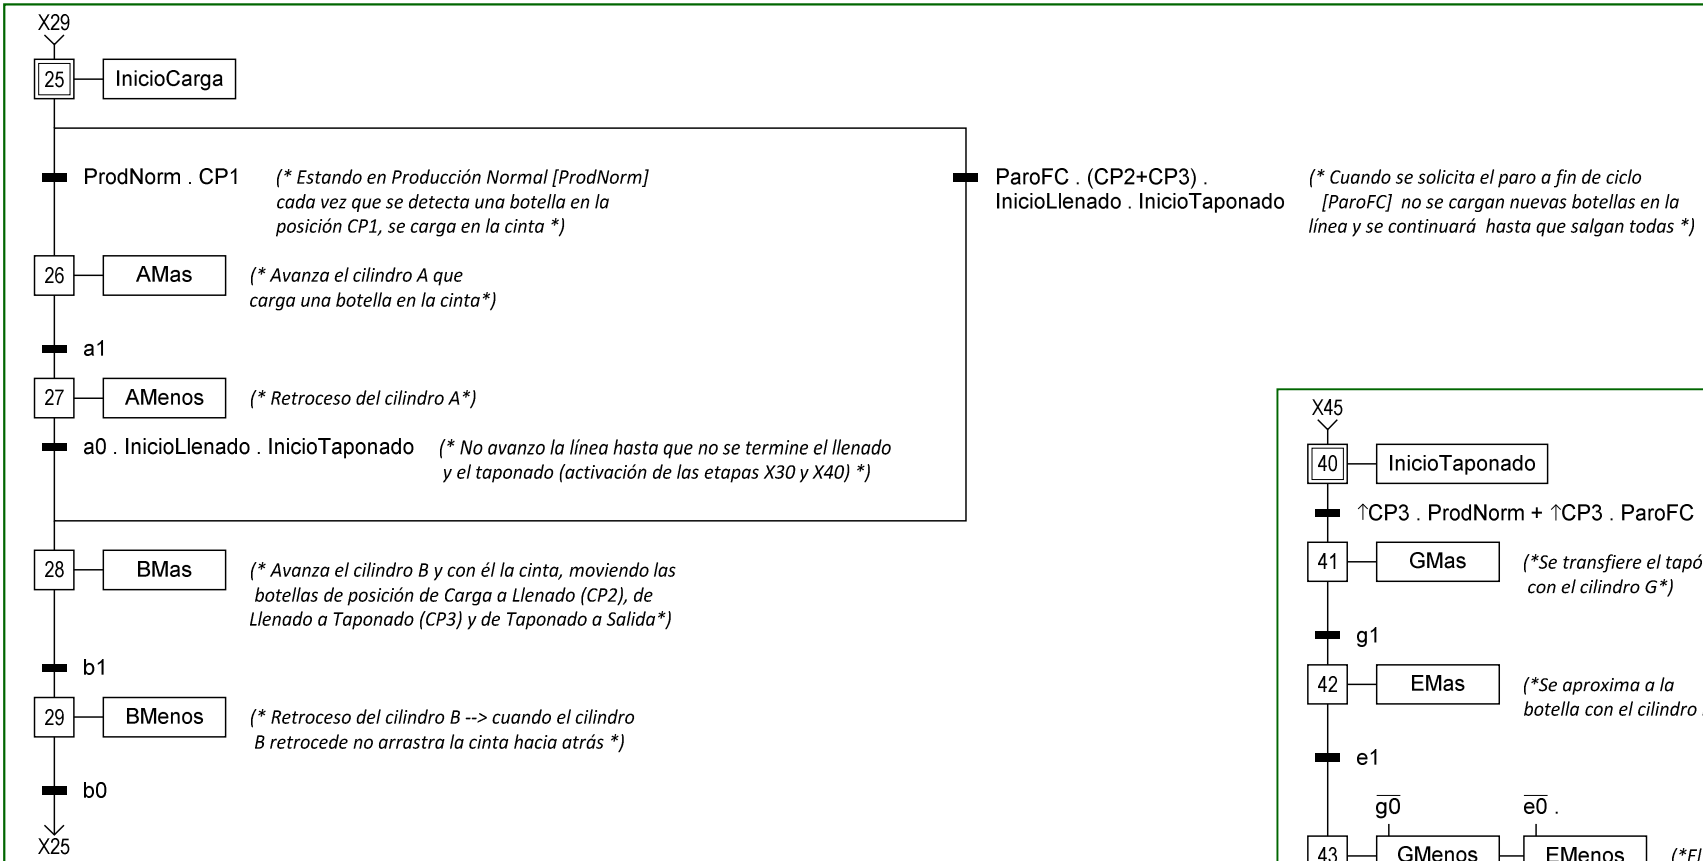 X29
25 InicioCarga
ProdNorm . CP1
(* Estando en Producción Normal [ProdNorm]
cada vez que se detecta una botella en la
posición CP1, se carga en la cinta *)
ParoFC . (CP2+CP3) .
InicioLlenado . InicioTaponado
(* Cuando se solicita el paro a fin de ciclo
[ParoFC] no se cargan nuevas botellas en la
línea y se continuará hasta que salgan todas *)
26 AMas
(* Avanza el cilindro A que
carga una botella en la cinta*)
a1
27 AMenos (* Retroceso del cilindro A*)
a0 . InicioLlenado . InicioTaponado
(* No avanzo la línea hasta que no se termine el llenado
y el taponado (activación de las etapas X30 y X40) *)
28 BMas
(* Avanza el cilindro B y con él la cinta, moviendo las
botellas de posición de Carga a Llenado (CP2), de
Llenado a Taponado (CP3) y de Taponado a Salida*)
b1
29 BMenos
(* Retroceso del cilindro B --> cuando el cilindro
B retrocede no arrastra la cinta hacia atrás *)
b0
X25
X45
40 InicioTaponado
↑CP3 . ProdNorm + ↑CP3 . ParoFC
41 GMas
(*Se transfiere el tapó
con el cilindro G*)
g1
42 EMas
(*Se aproxima a la
botella con el cilindro
e1
g̅0̅ e̅0̅ .
43 GMenos EMenos (*El